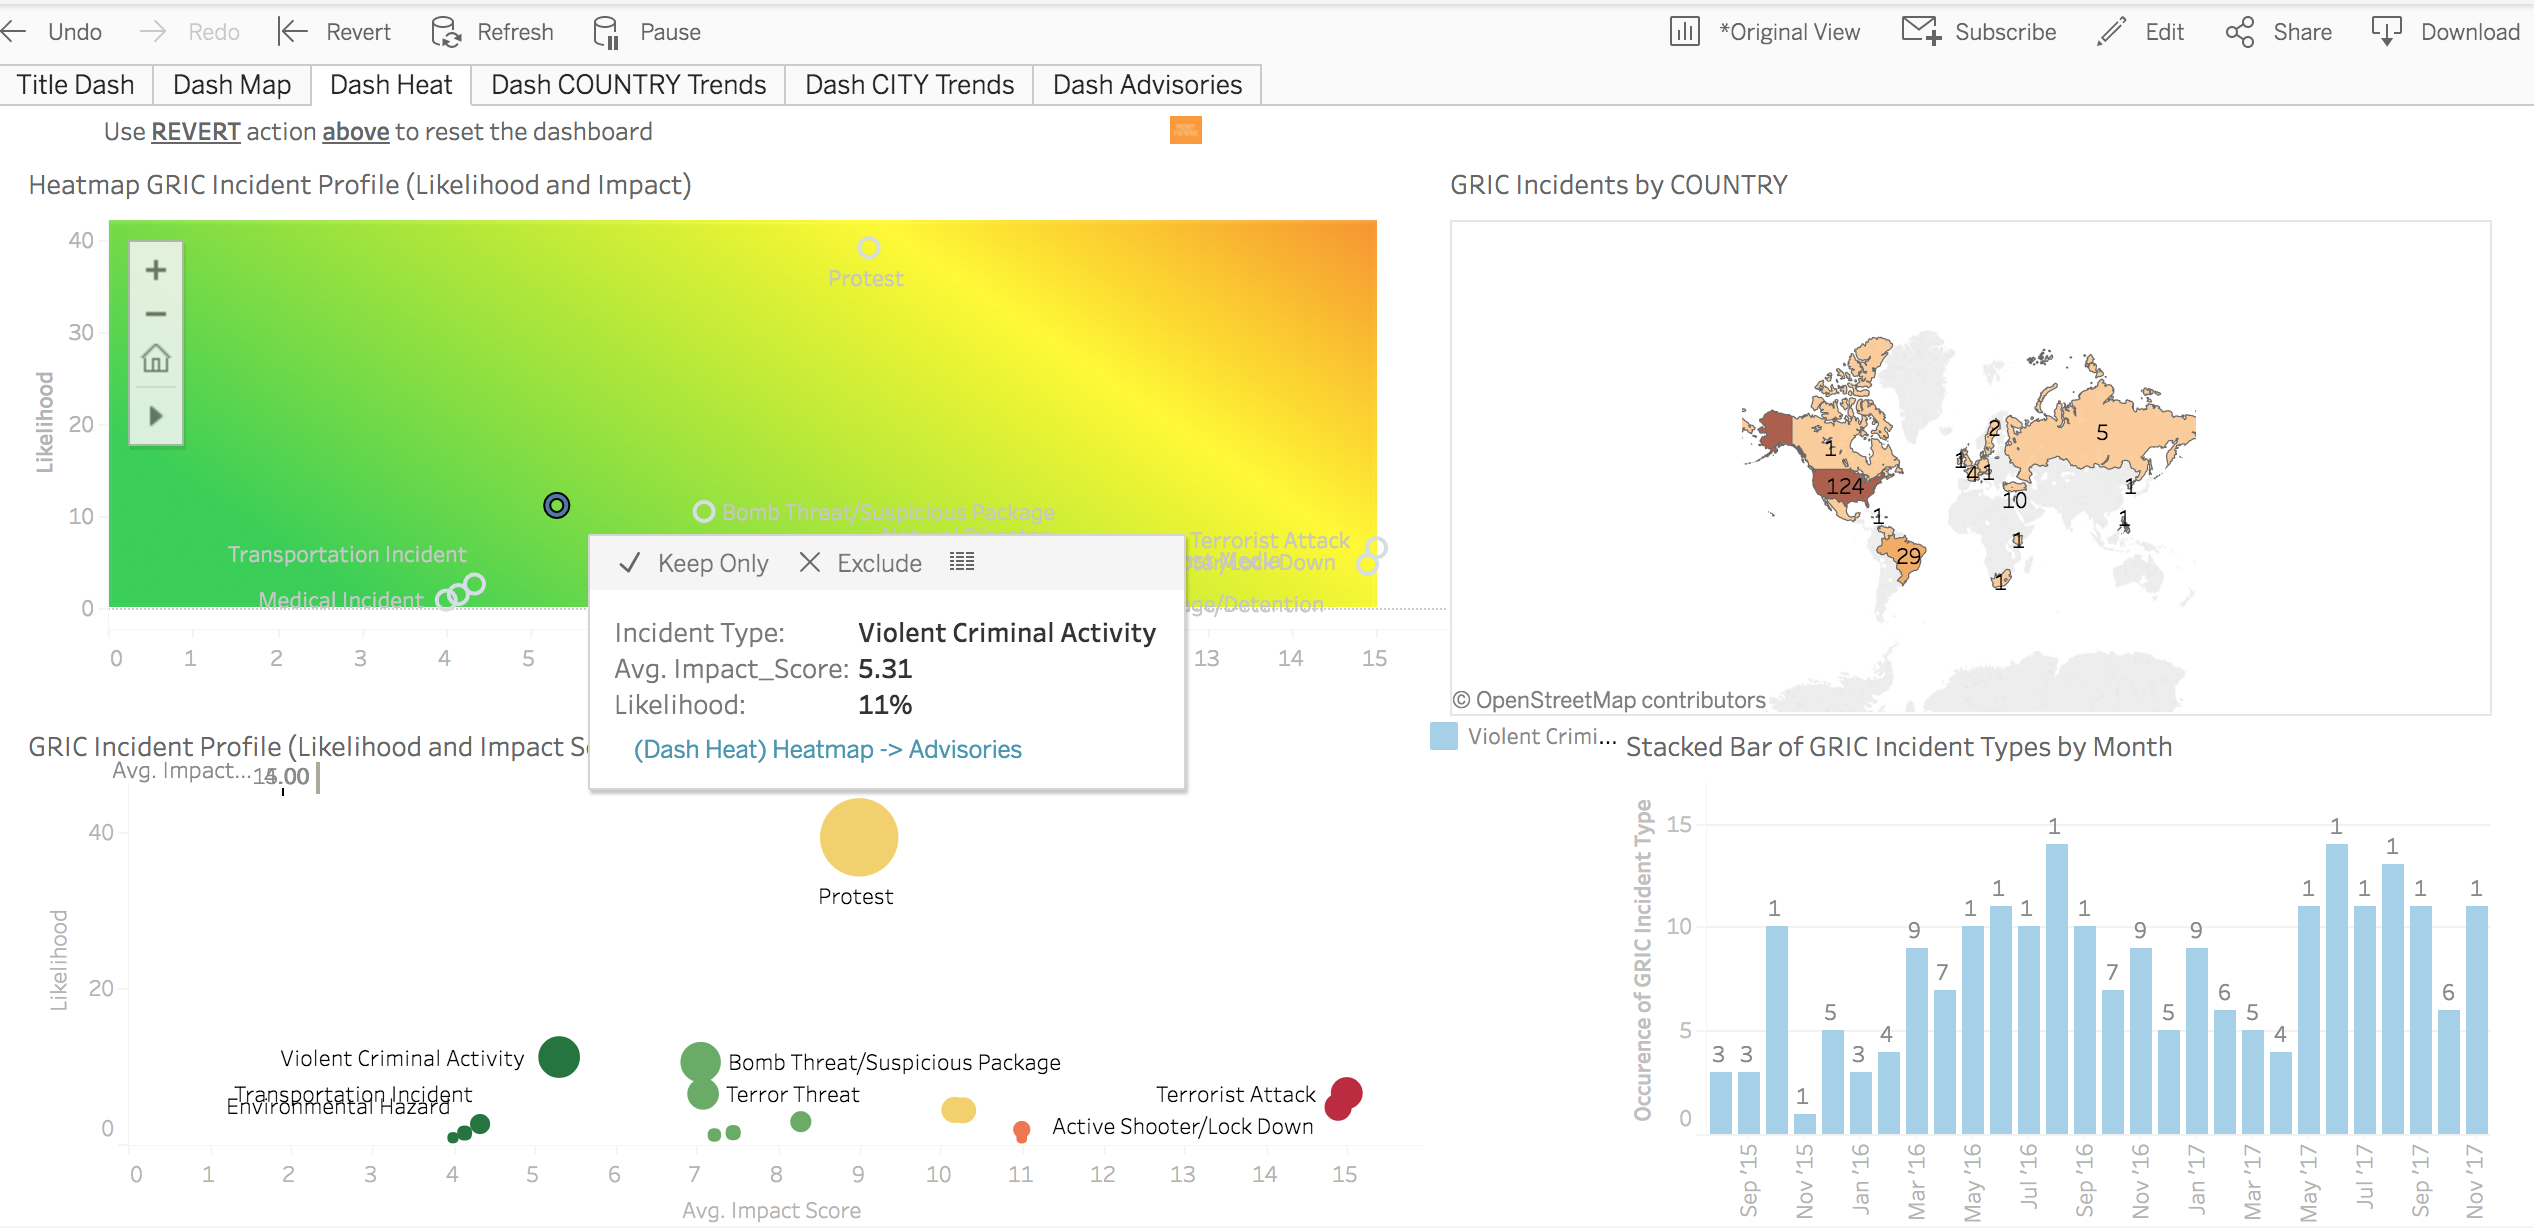 Undo Redo Revert Refresh Pause *Original View Subscribe Edit Share Download
Title Dash Dash Map Dash Heat Dash COUNTRY Trends Dash CITY Trends Dash Advisories
Use REVERT action above to reset the dashboard
Heatmap GRIC Incident Profile (Likelihood and Impact)
40
30
20
10
0
Likelihood
Protest
Bomb Threat/Suspicious Package
Transportation Incident
Medical Incident
Terrorist Attack
Down
ge/Detention
0 1 2 3 4 5 13 14 15
Keep Only Exclude
Incident Type: Violent Criminal Activity
Avg. Impact_Score: 5.31
Likelihood: 11%
(Dash Heat) Heatmap -> Advisories
GRIC Incidents by COUNTRY
1
124
1
29
2
5
1
4
1
10
1
1
1
1
© OpenStreetMap contributors
GRIC Incident Profile (Likelihood and Impact S
Avg. Impact...
40
20
0
Likelihood
Protest
Violent Criminal Activity
Bomb Threat/Suspicious Package
Transportation Incident
Environmental Hazard
Terror Threat
Terrorist Attack
Active Shooter/Lock Down
0 1 2 3 4 5 6 7 8 9 10 11 12 13 14 15
Avg. Impact Score
Violent Crimi...
Stacked Bar of GRIC Incident Types by Month
Occurence of GRIC Incident Type
15
10
5
0
3 3 1 1 5 3 4 9 7 1 1 1 1 1 7 9 5 9 6 5 4 1 1 1 1 1 6 1
Sep '15 Nov '15 Jan '16 Mar '16 May '16 Jul '16 Sep '16 Nov '16 Jan '17 Mar '17 May '17 Jul '17 Sep '17 Nov '17